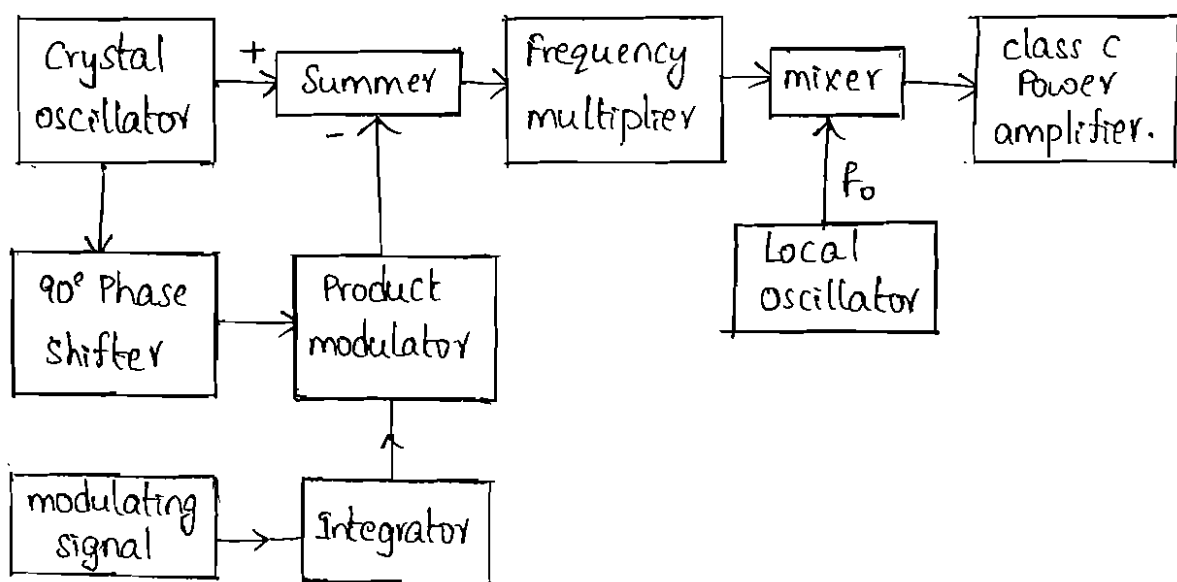 Crystal
oscillator
+
Summer
-
Frequency
multiplier
mixer
class C
Power
amplifier.
fo
Local
oscillator
90° Phase
Shifter
Product
modulator
modulating
signal
Integrator